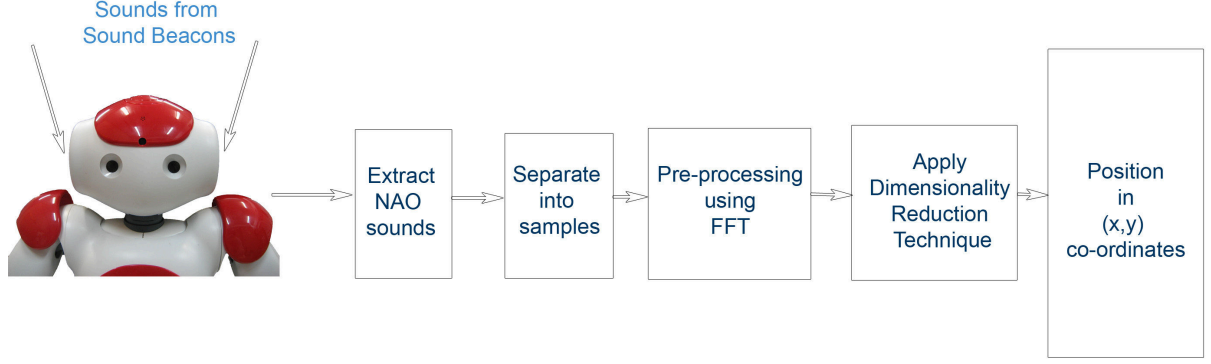 Sounds from
Sound Beacons
Extract
NAO
sounds
Separate
into
samples
Pre-processing
using
FFT
Apply
Dimensionality
Reduction
Technique
Position
in
(x,y)
co-ordinates